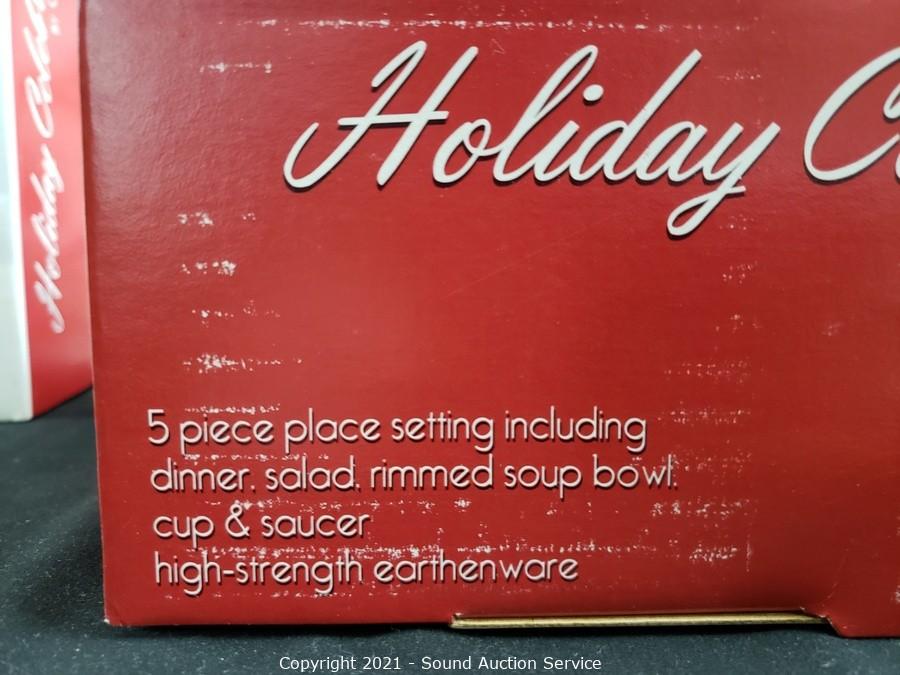 Holiday
Holiday
5 piece place setting including
dinner, salad, rimmed soup bowl,
cup & saucer
high-strength earthenware
Copyright 2021 - Sound Auction Service